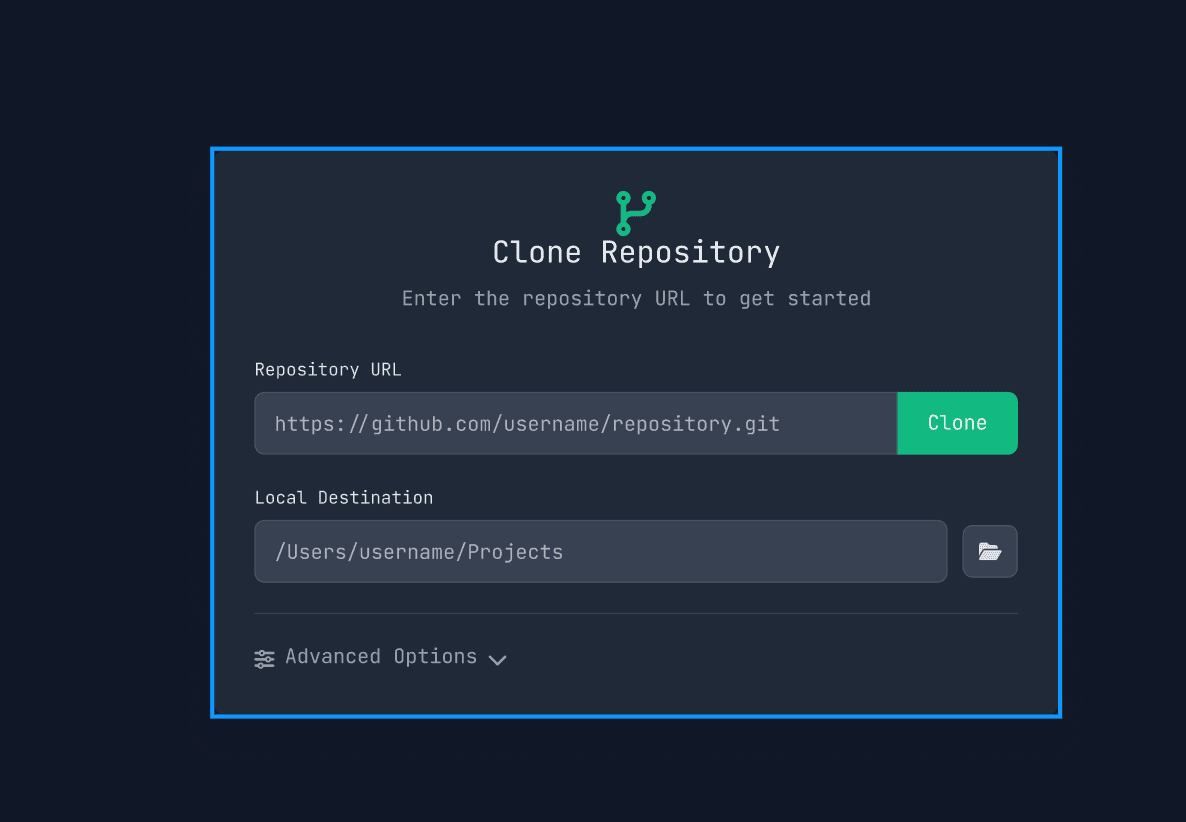 Clone Repository
Enter the repository URL to get started
Repository URL
https://github.com/username/repository.git
Clone
Local Destination
/Users/username/Projects
Advanced Options